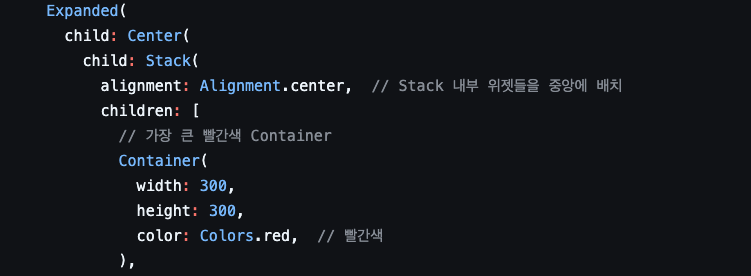 Expanded(
child: Center(
child: Stack(
alignment: Alignment.center,  // Stack 내부 위젯들을 중앙에 배치
children: [
// 가장 큰 빨간색 Container
Container(
width: 300,
height: 300,
color: Colors.red,  // 빨간색
),